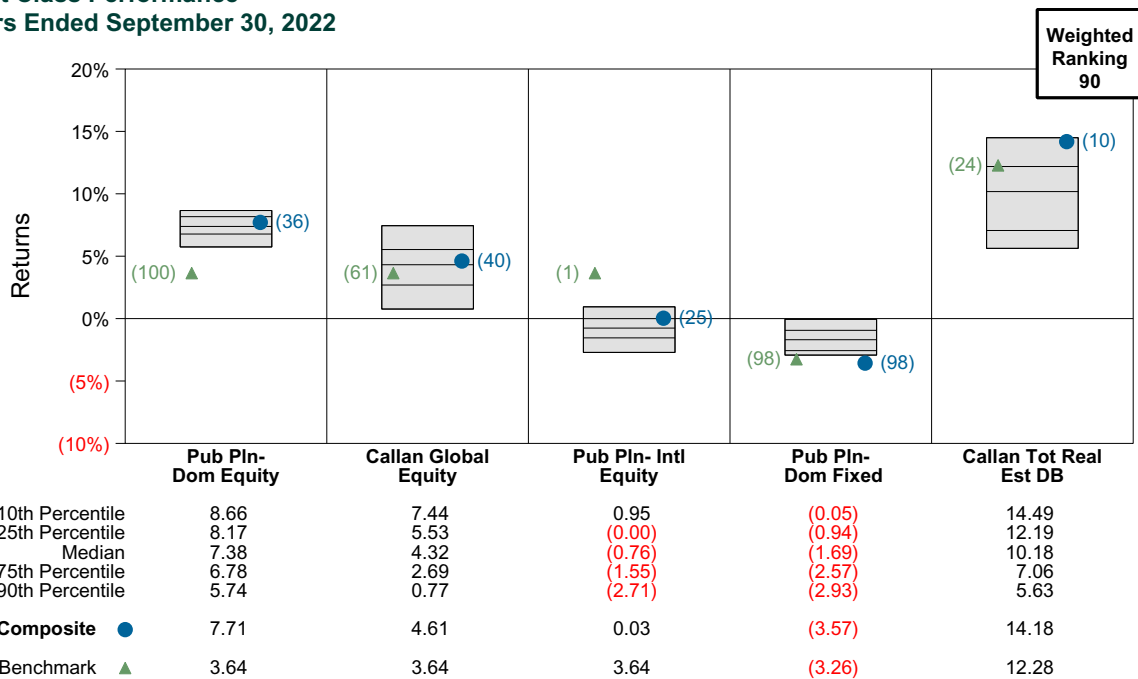 rs Ended September 30, 2022
Weighted
Ranking
90
Returns
20%
15%
10%
5%
0%
(5%)
(10%)
(100)
(36)
(61)
(40)
(1)
(25)
(98)
(98)
(24)
(10)
Pub Pln-
Dom Equity
Callan Global
Equity
Pub Pln- Intl
Equity
Pub Pln-
Dom Fixed
Callan Tot Real
Est DB
10th Percentile 8.66 7.44 0.95 (0.05) 14.49
25th Percentile 8.17 5.53 (0.00) (0.94) 12.19
Median 7.38 4.32 (0.76) (1.69) 10.18
75th Percentile 6.78 2.69 (1.55) (2.57) 7.06
90th Percentile 5.74 0.77 (2.71) (2.93) 5.63
Composite 7.71 4.61 0.03 (3.57) 14.18
Benchmark 3.64 3.64 3.64 (3.26) 12.28